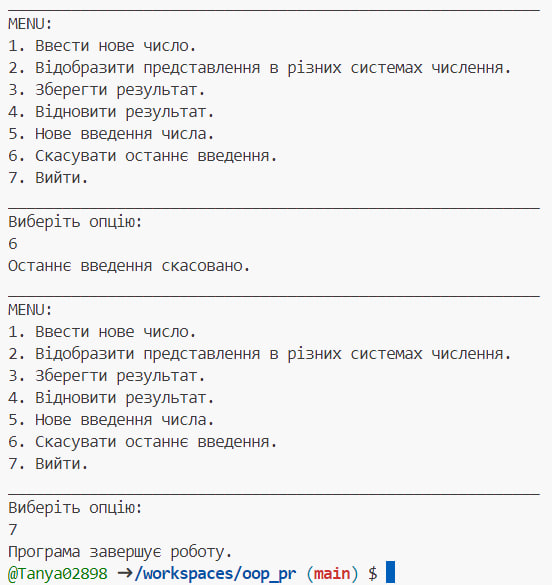 MENU:
1. Ввести нове число.
2. Відобразити представлення в різних системах числення.
3. Зберегти результат.
4. Відновити результат.
5. Нове введення числа.
6. Скасувати останнє введення.
7. Вийти.
Виберіть опцію:
6
Останнє введення скасовано.
MENU:
1. Ввести нове число.
2. Відобразити представлення в різних системах числення.
3. Зберегти результат.
4. Відновити результат.
5. Нове введення числа.
6. Скасувати останнє введення.
7. Вийти.
Виберіть опцію:
7
Програма завершує роботу.
@Tanya02898 ➜/workspaces/oop_pr (main) $